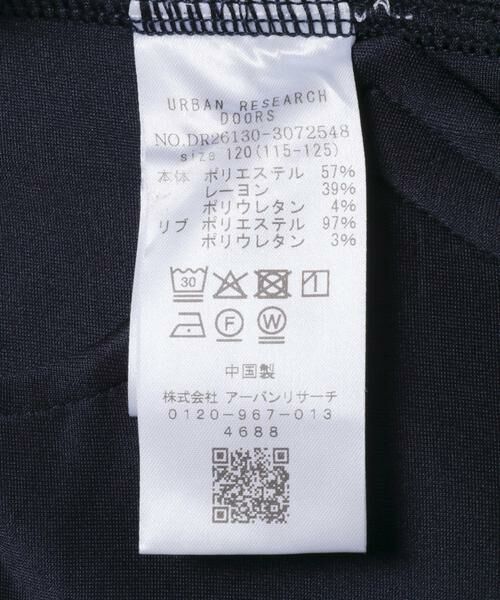 URBAN RESEARCH
DOORS
NO.DR26130-3072548
size 120(115-125)
本体 ポリエステル 57%
レーヨン 39%
ポリウレタン 4%
リブ ポリエステル 97%
ポリウレタン 3%
30
F W
中国製
株式会社 アーバンリサーチ
0120-967-013
4688